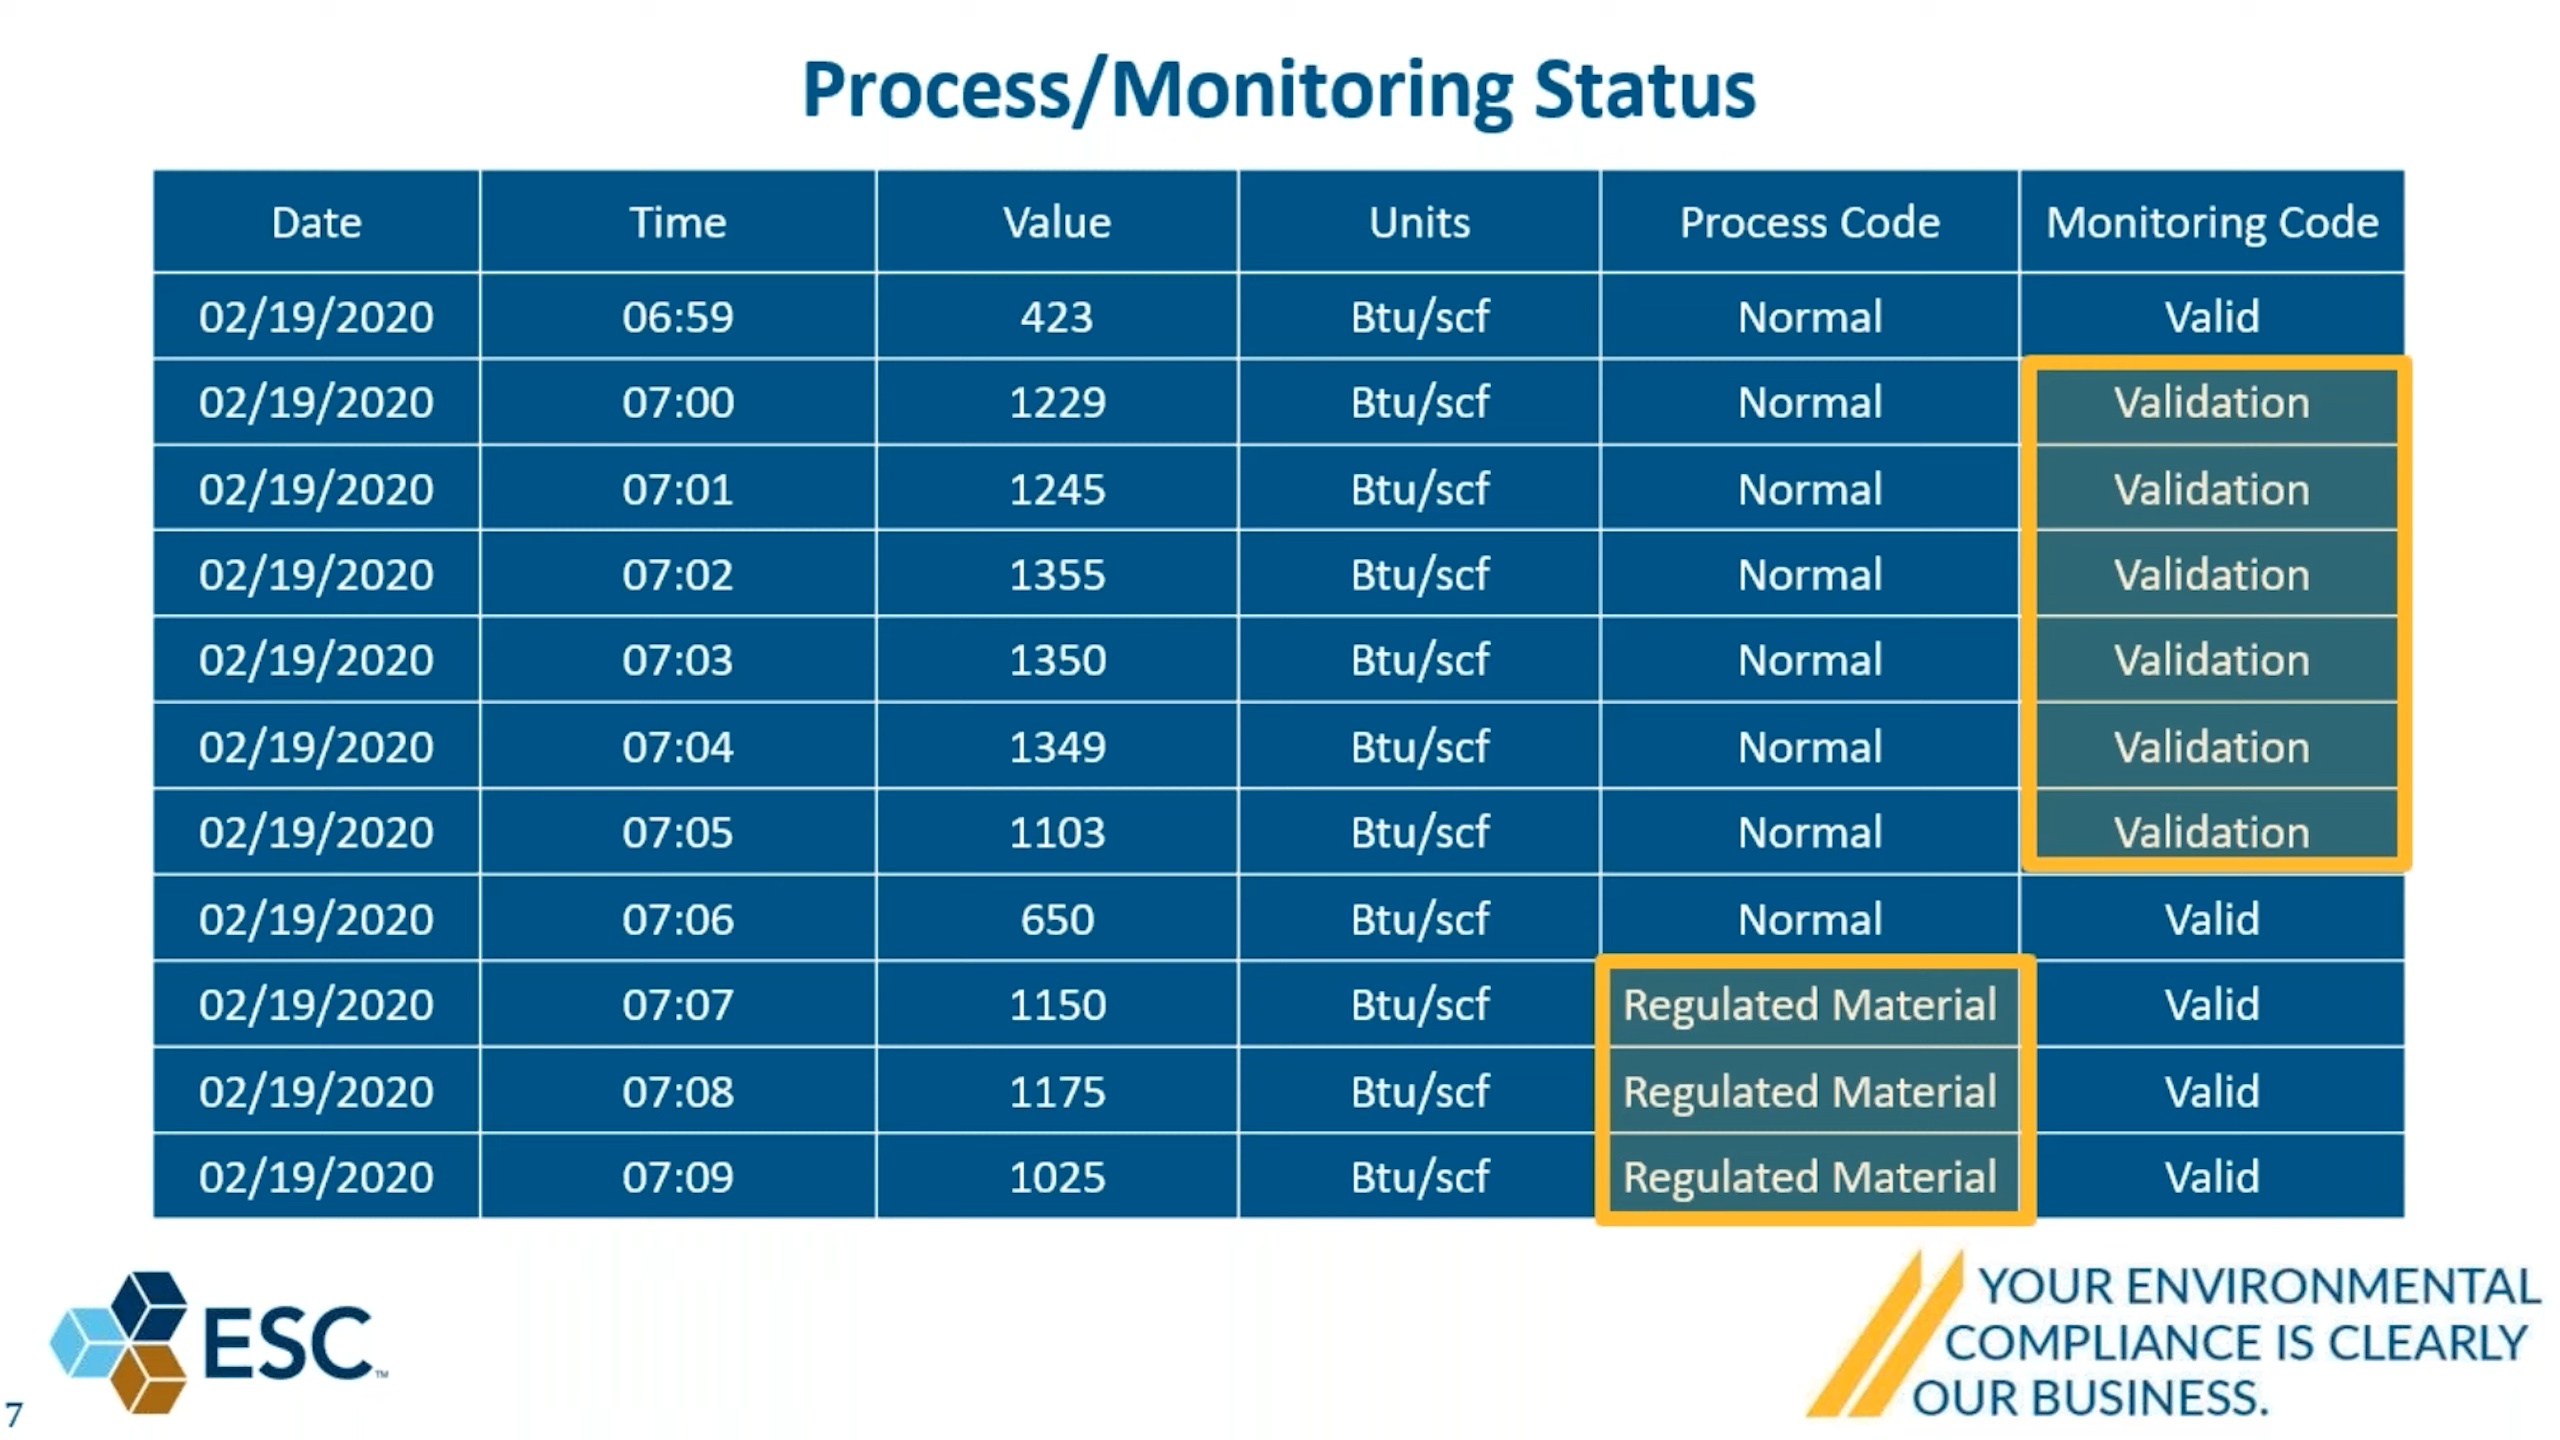 Process/Monitoring Status
Date Time Value Units Process Code Monitoring Code
02/19/2020 06:59 423 Btu/scf Normal Valid
02/19/2020 07:00 1229 Btu/scf Normal Validation
02/19/2020 07:01 1245 Btu/scf Normal Validation
02/19/2020 07:02 1355 Btu/scf Normal Validation
02/19/2020 07:03 1350 Btu/scf Normal Validation
02/19/2020 07:04 1349 Btu/scf Normal Validation
02/19/2020 07:05 1103 Btu/scf Normal Validation
02/19/2020 07:06 650 Btu/scf Normal Valid
02/19/2020 07:07 1150 Btu/scf Regulated Material Valid
02/19/2020 07:08 1175 Btu/scf Regulated Material Valid
02/19/2020 07:09 1025 Btu/scf Regulated Material Valid
ESC™
YOUR ENVIRONMENTAL
COMPLIANCE IS CLEARLY
OUR BUSINESS.
7